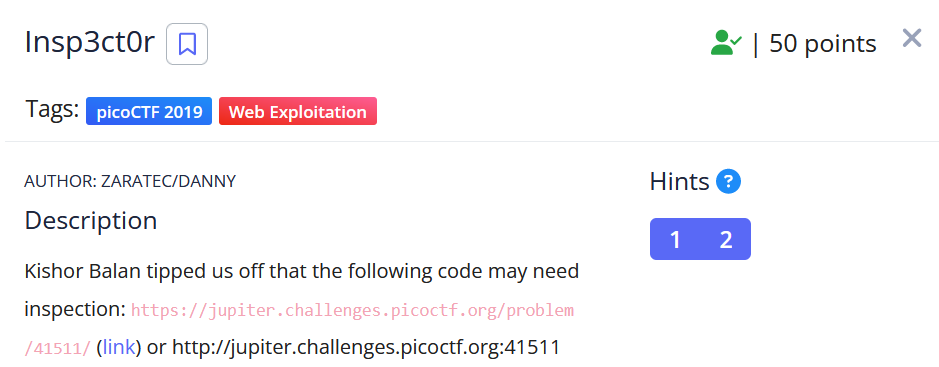 Insp3ct0r
| 50 points
Tags: picoCTF 2019 Web Exploitation
AUTHOR: ZARATEC/DANNY
Hints ?
Description
1 2
Kishor Balan tipped us off that the following code may need
inspection: https://jupiter.challenges.picoctf.org/problem
/41511/ (link) or http://jupiter.challenges.picoctf.org:41511